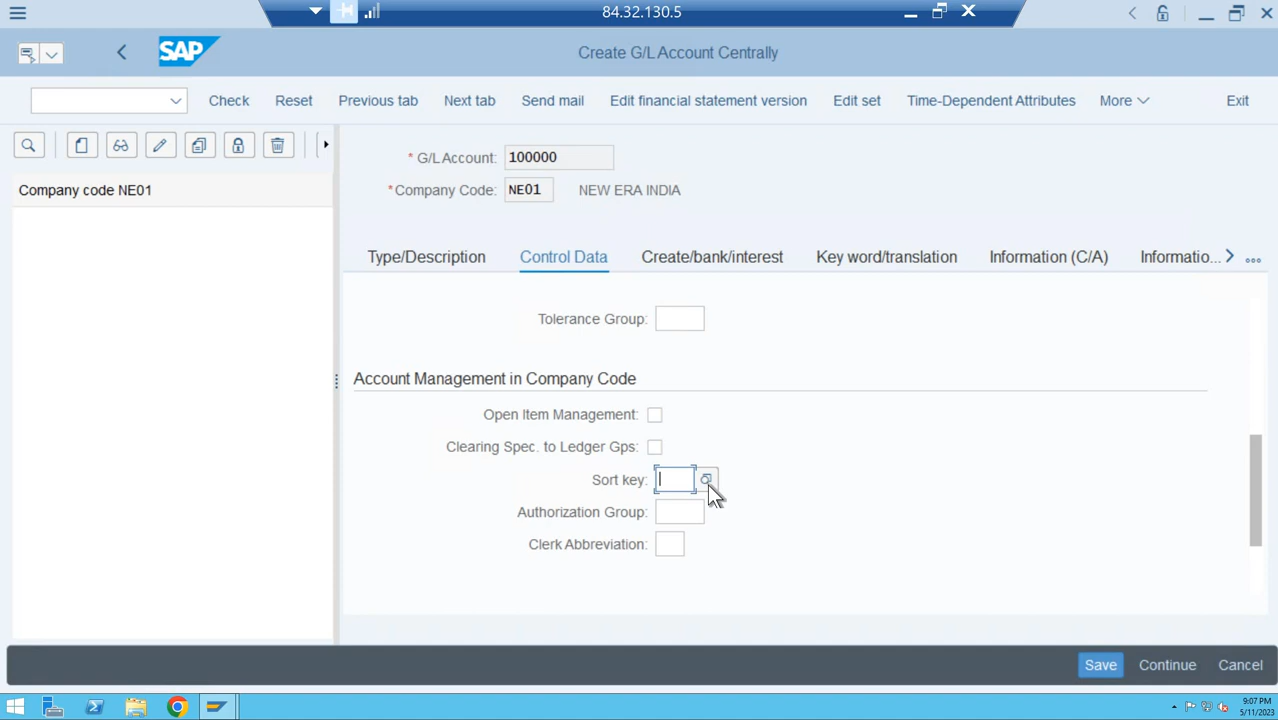 84.32.130.5
SAP
Create G/L Account Centrally
Check Reset Previous tab Next tab Send mail Edit financial statement version Edit set Time-Dependent Attributes More Exit
* G/L Account: 100000
Company code NE01
*Company Code: NE01 NEW ERA INDIA
Type/Description Control Data Create/bank/interest Key word/translation Information (C/A) Informatio...
Tolerance Group:
Account Management in Company Code
Open Item Management:
Clearing Spec. to Ledger Gps:
Sort key:
Authorization Group:
Clerk Abbreviation:
Save Continue Cancel
9:07 PM
5/11/2023